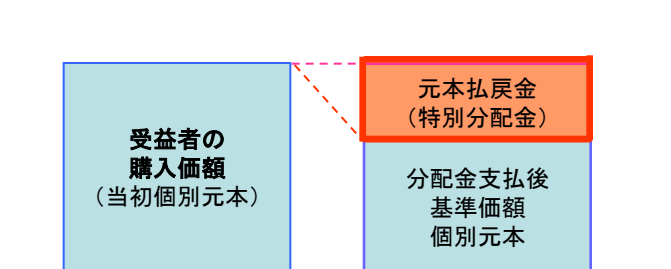 受益者の
購入価額
（当初個別元本）
元本払戻金
（特別分配金）
分配金支払後
基準価額
個別元本